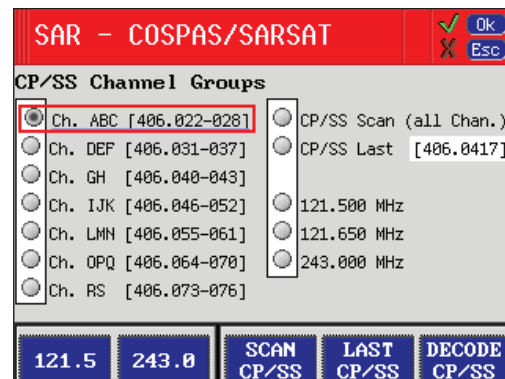 SAR - COSPAS/SARSAT
Ok
Esc
CP/SS Channel Groups
Ch. ABC [406.022-028]
Ch. DEF [406.031-037]
Ch. GH [406.040-043]
Ch. IJK [406.046-052]
Ch. LMN [406.055-061]
Ch. OPQ [406.064-070]
Ch. RS [406.073-076]
CP/SS Scan (all Chan.)
CP/SS Last [406.0417]
121.500 MHz
121.650 MHz
243.000 MHz
121.5
243.0
SCAN
CP/SS
LAST
CP/SS
DECODE
CP/SS